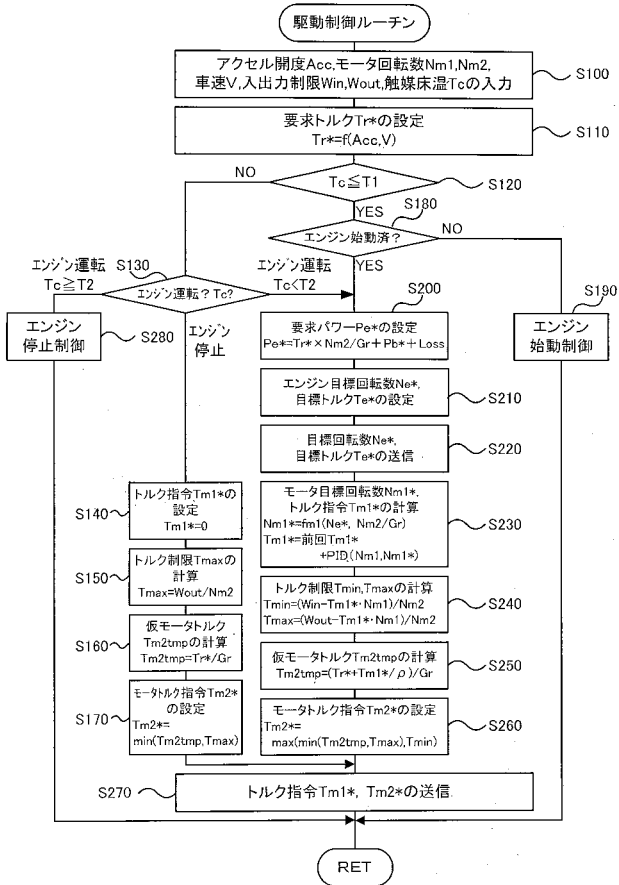 駆動制御ルーチン
アクセル開度Acc,モータ回転数Nm1,Nm2,
車速V,入出力制限Win,Wout,触媒床温Tcの入力
S100
要求トルクTr*の設定
Tr*=f(Acc,V)
S110
Tc≦T1
S120
NO
YES
エンジン始動済?
S180
NO
YES
エンジン運転
Tc≧T2
S130
エンジン運転?Tc?
エンジン運転
Tc<T2
エンジン
停止制御
S280
エンジン
停止
S190
エンジン
始動制御
S200
要求パワーPe*の設定
Pe*=Tr*×Nm2/Gr+Pb*+Loss
エンジン目標回転数Ne*,
目標トルクTe*の設定
S210
目標回転数Ne*,
目標トルクTe*の送信
S220
モータ目標回転数Nm1*,
トルク指令Tm1*の計算
Nm1*=fm1(Ne*, Nm2/Gr)
Tm1*=前回Tm1*
+PID(Nm1,Nm1*)
S230
トルク制限Tmin,Tmaxの計算
Tmin=(Win-Tm1*・Nm1)/Nm2
Tmax=(Wout-Tm1*・Nm1)/Nm2
S240
仮モータトルクTm2tmpの計算
Tm2tmp=(Tr*+Tm1*/ρ)/Gr
S250
モータトルク指令Tm2*の設定
Tm2*=
max(min(Tm2tmp,Tmax),Tmin)
S260
S140
トルク指令Tm1*の
設定
Tm1*=0
S150
トルク制限Tmaxの
計算
Tmax=Wout/Nm2
S160
仮モータトルク
Tm2tmpの計算
Tm2tmp=Tr*/Gr
S170
モータトルク指令Tm2*
の設定
Tm2*=
min(Tm2tmp,Tmax)
S270
トルク指令Tm1*, Tm2*の送信
RET